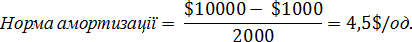 Норма амортизації = $10000 − $1000 / 2000 = 4,5$/од.